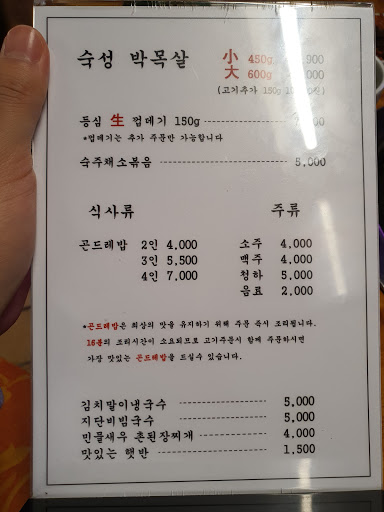 숙성 박목살
小 450g ,900
大 600g ,000
(고기추가 150g
등심 生 껍데기 150g
*껍데기는 추가 주문만 가능합니다
숙주채소볶음 5,000
식사류
곤드레밥 2인 4,000
3인 5,500
4인 7,000
주류
소주 4,000
맥주 4,000
청하 5,000
음료 2,000
*곤드레밥은 최상의 맛을 유지하기 위해 주문 즉시 조리됩니다.
16분의 조리시간이 소요되므로 고기주문시 함께 주문하시면
가장 맛있는 곤드레밥을 드실수 있습니다.
김치말이냉국수 5,000
지단비빔국수 5,000
민물새우 촌된장찌개 4,000
맛있는 햇반 1,500